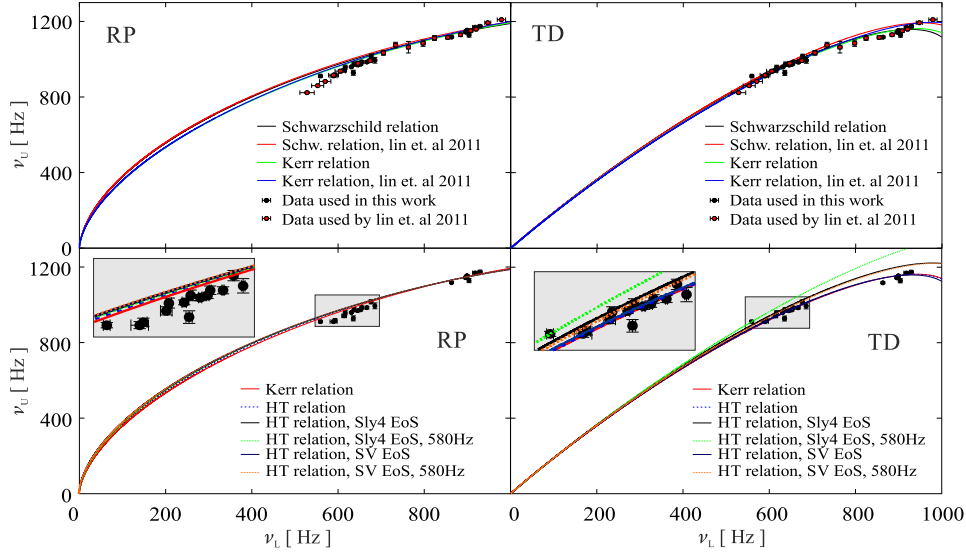 1200
800
400
0
ν_U [ Hz ]
RP
Schwarzschild relation
Schw. relation, lin et. al 2011
Kerr relation
Kerr relation, lin et. al 2011
Data used in this work
Data used by lin et. al 2011
TD
Schwarzschild relation
Schw. relation, lin et. al 2011
Kerr relation
Kerr relation, lin et. al 2011
Data used in this work
Data used by lin et. al 2011
1200
800
400
0
ν_U [ Hz ]
RP
Kerr relation
HT relation
HT relation, Sly4 EoS
HT relation, Sly4 EoS, 580Hz
HT relation, SV EoS
HT relation, SV EoS, 580Hz
0 200 400 600 800
ν_L [ Hz ]
TD
Kerr relation
HT relation
HT relation, Sly4 EoS
HT relation, Sly4 EoS, 580Hz
HT relation, SV EoS
HT relation, SV EoS, 580Hz
0 200 400 600 800 1000
ν_L [ Hz ]